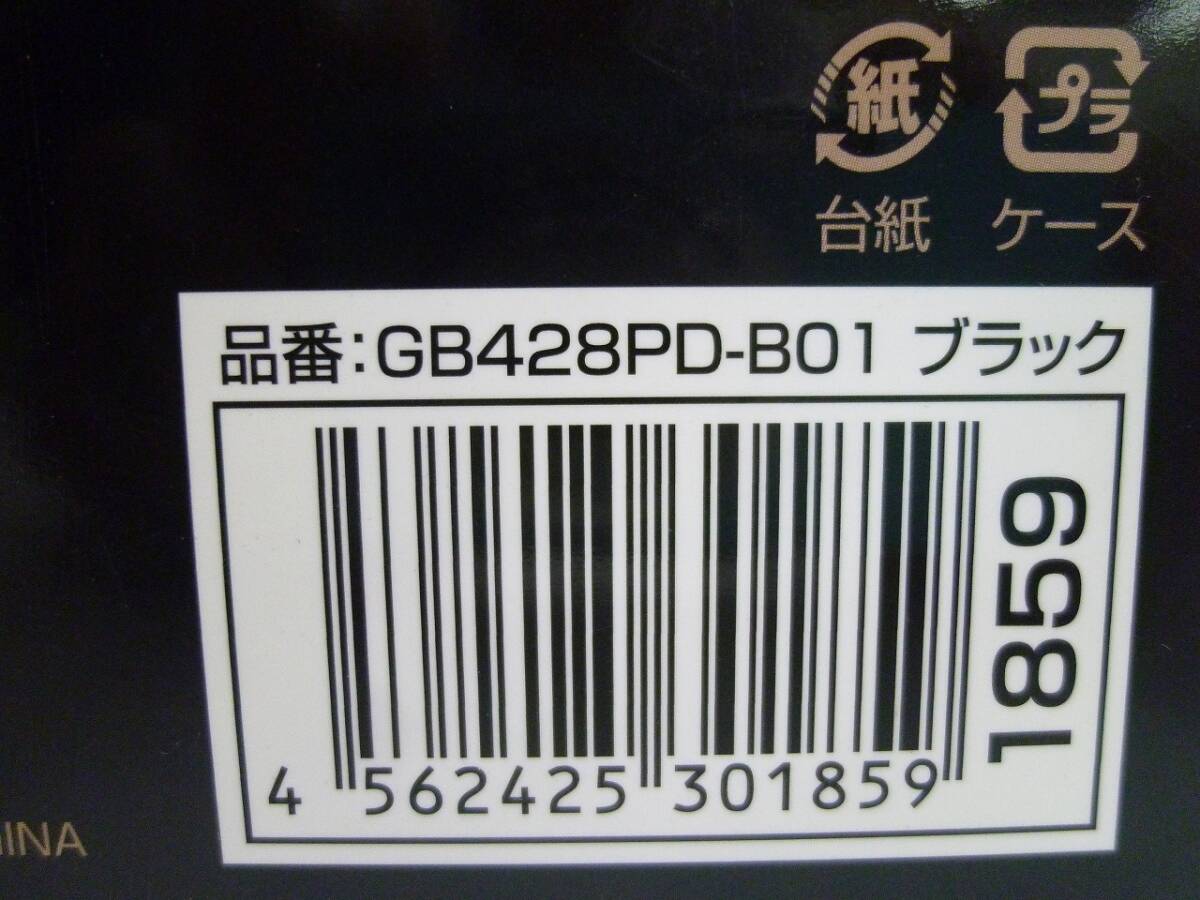 紙 プラ
台紙 ケース
品番:GB428PD-B01 ブラック
1859
4 562425 301859